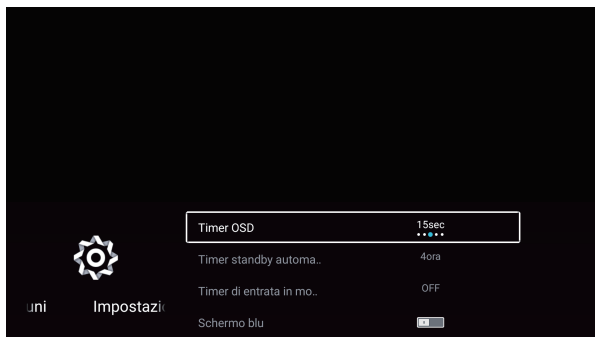 Timer OSD 15sec
Timer standby automa.. 4ora
Timer di entrata in mo.. OFF
Schermo blu
uni Impostazi